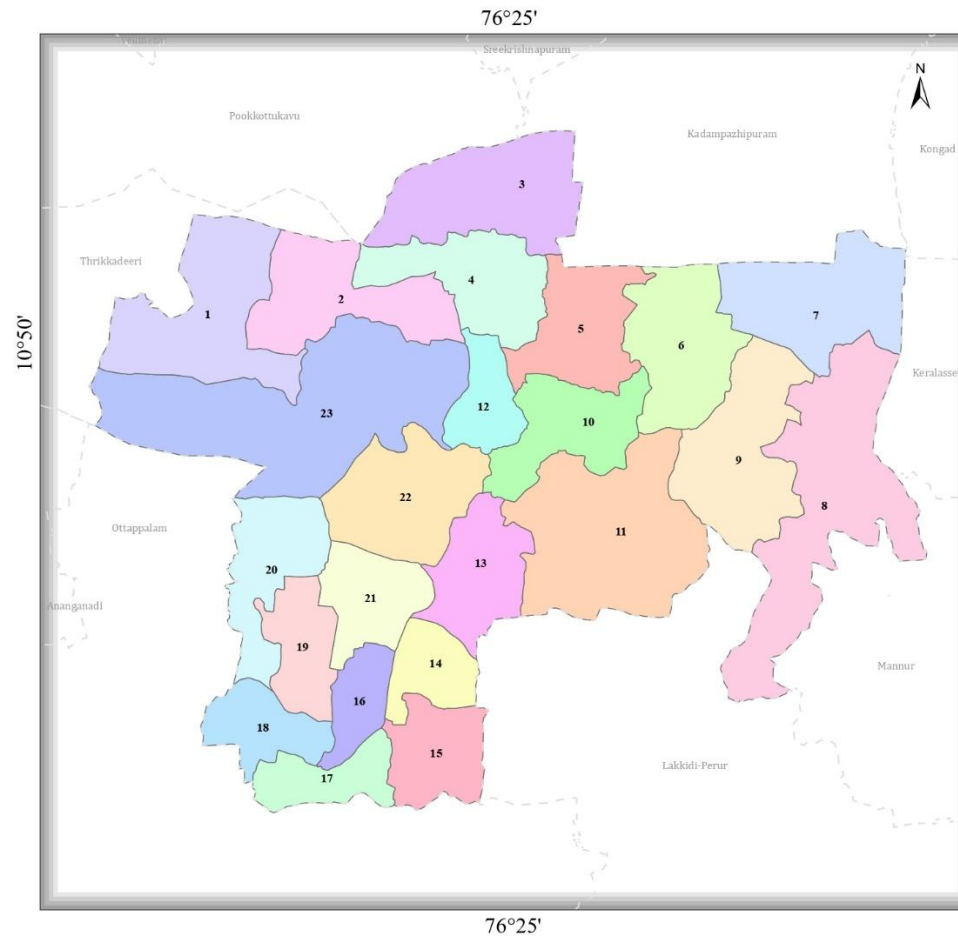 76°25'
Sreekrishnapuram
N
Pookkottukavu
Kadampazhipuram
Kongad
3
Thrikkadeeri
4
2
1
7
5
6
10°50'
Keralasse
23
12
10
9
22
8
11
Ottappalam
13
20
21
Ananganadi
19
14
Mannur
16
18
15
Lakkidi-Perur
17
76°25'